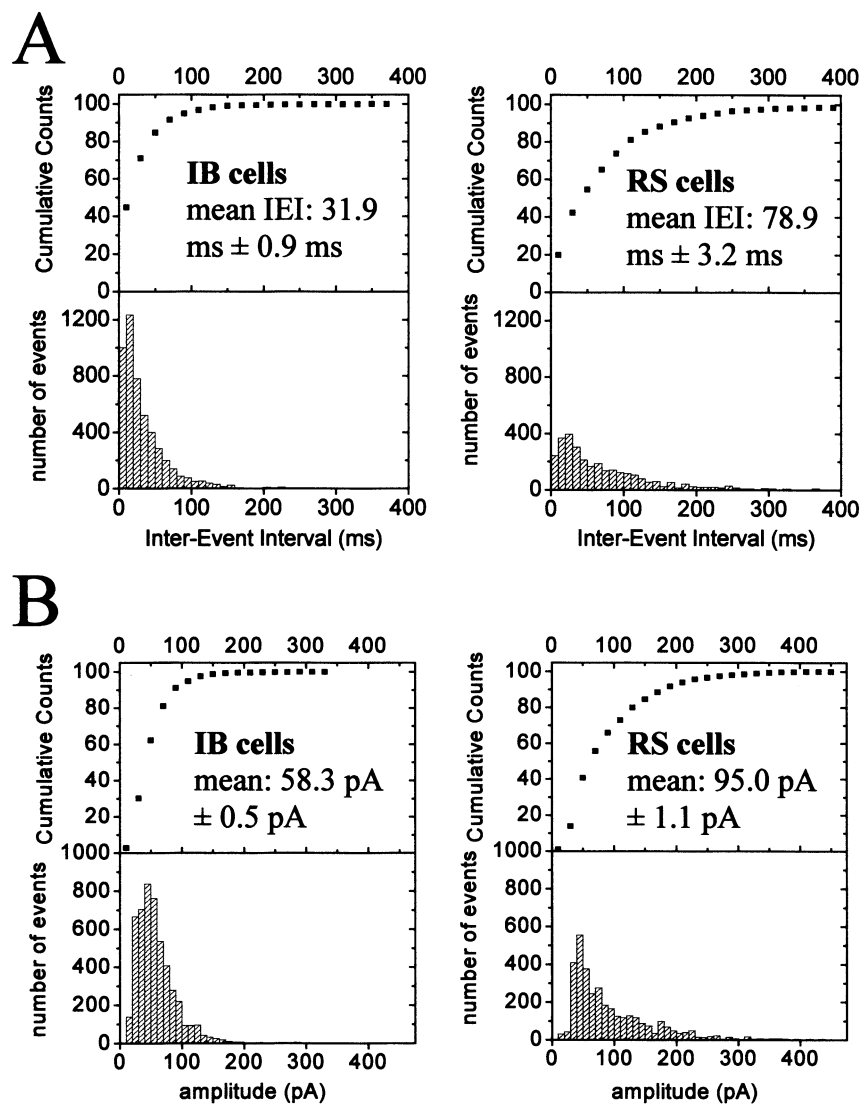 A
0 100 200 300 400
0 100 200 300 400
Cumulative Counts
100
80
60
40
20
0
IB cells
mean IEI: 31.9
ms ± 0.9 ms
Cumulative Counts
100
80
60
40
20
0
RS cells
mean IEI: 78.9
ms ± 3.2 ms
number of events
1200
800
400
0
0 100 200 300 400
Inter-Event Interval (ms)
number of events
1200
800
400
0
0 100 200 300 400
Inter-Event Interval (ms)
B
0 100 200 300 400
0 100 200 300 400
Cumulative Counts
100
80
60
40
20
IB cells
mean: 58.3 pA
± 0.5 pA
Cumulative Counts
100
80
60
40
20
RS cells
mean: 95.0 pA
± 1.1 pA
number of events
1000
800
600
400
200
0
0 100 200 300 400
amplitude (pA)
number of events
1000
800
600
400
200
0
0 100 200 300 400
amplitude (pA)